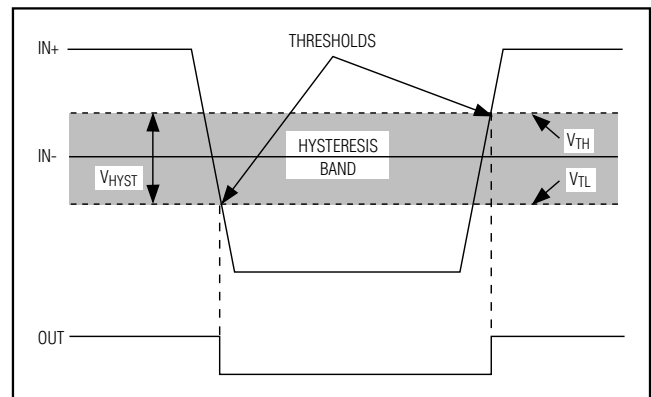 IN+
THRESHOLDS
IN-
HYSTERESIS
BAND
VTH
VHYST
VTL
OUT